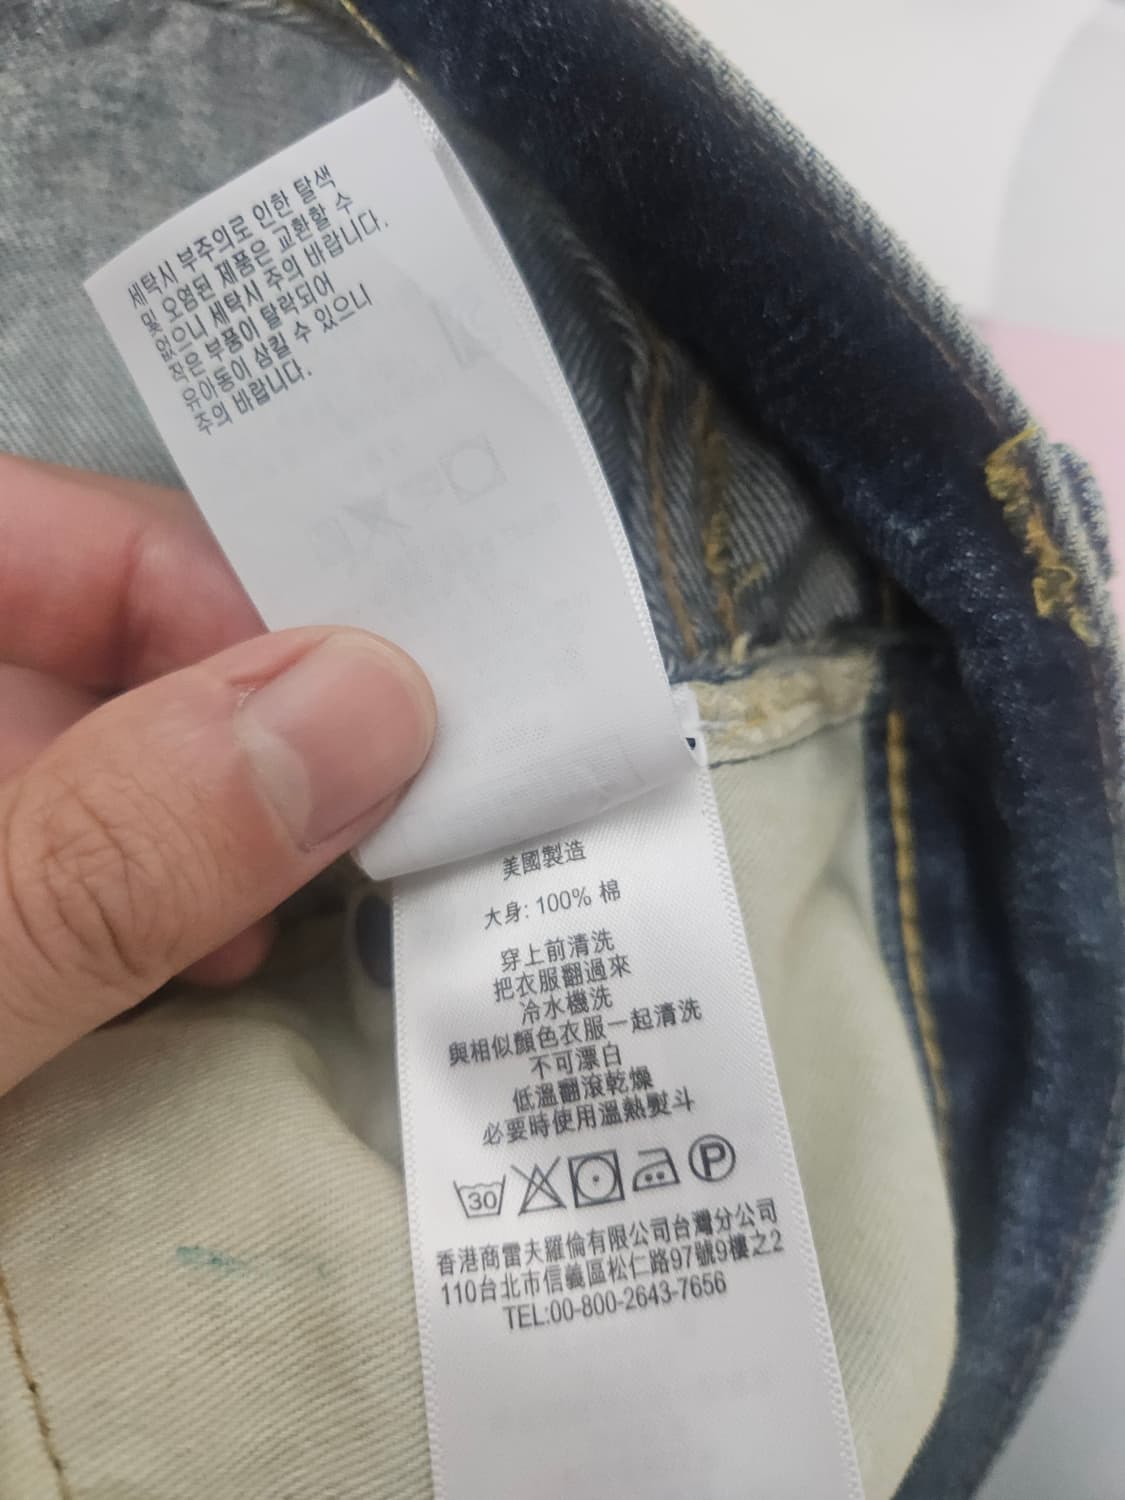 세탁시 부주의로 인한 탈색
및 오염된 제품은 교환할 수
없으니 세탁시 주의 바랍니다.
작은 부품이 탈락되어
유아동이 삼킬 수 있으니
주의 바랍니다.
美國製造
大身: 100% 棉
穿上前清洗
把衣服翻過來
冷水機洗
與相似顏色衣服一起清洗
不可漂白
低溫翻滾乾燥
必要時使用溫熱熨斗
30
P
香港商雷夫羅倫有限公司台灣分公司
110台北市信義區松仁路97號9樓之2
TEL:00-800-2643-7656